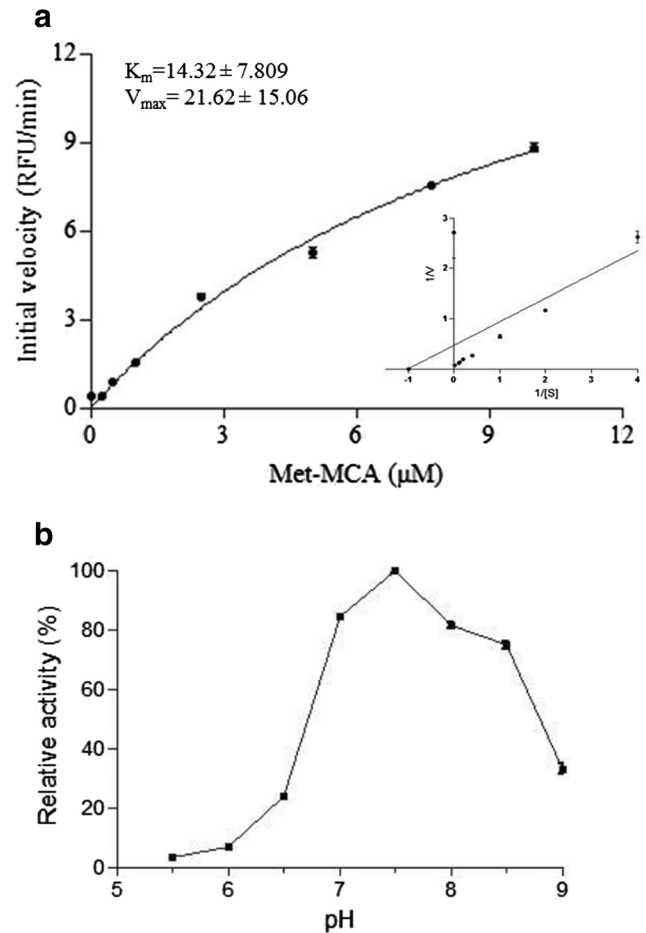 a
K_m=14.32 ± 7.809
V_max= 21.62 ± 15.06
Initial velocity (RFU/min)
12
9
6
3
0
0 3 6 9 12
Met-MCA (μM)
1/V
3
2
1
-1 0 1 2 3 4
1/[S]
b
Relative activity (%)
100
80
60
40
20
0
5 6 7 8 9
pH